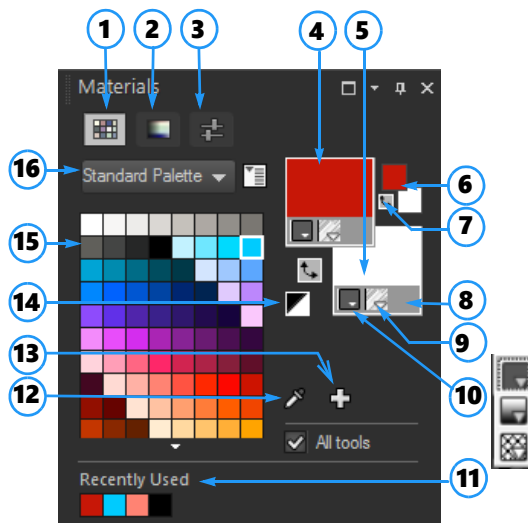 1 2 3 4 5
Materials
16 Standard Palette
6
7
15
14
8
13
9
12
10
All tools
11
Recently Used